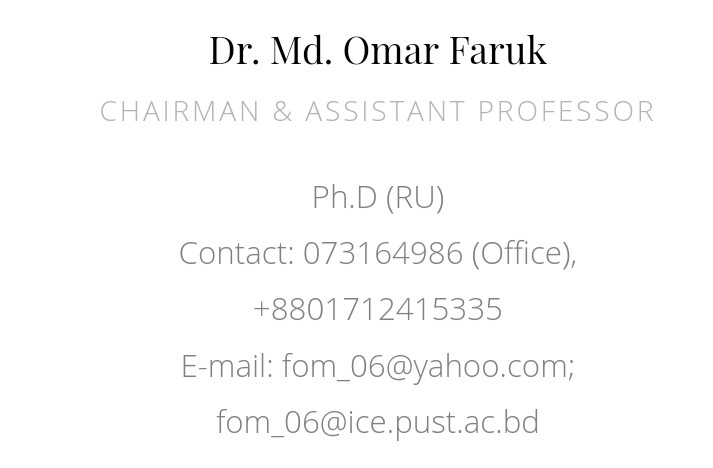 Dr. Md. Omar Faruk
CHAIRMAN & ASSISTANT PROFESSOR
Ph.D (RU)
Contact: 073164986 (Office),
+8801712415335
E-mail: fom_06@yahoo.com;
fom_06@ice.pust.ac.bd